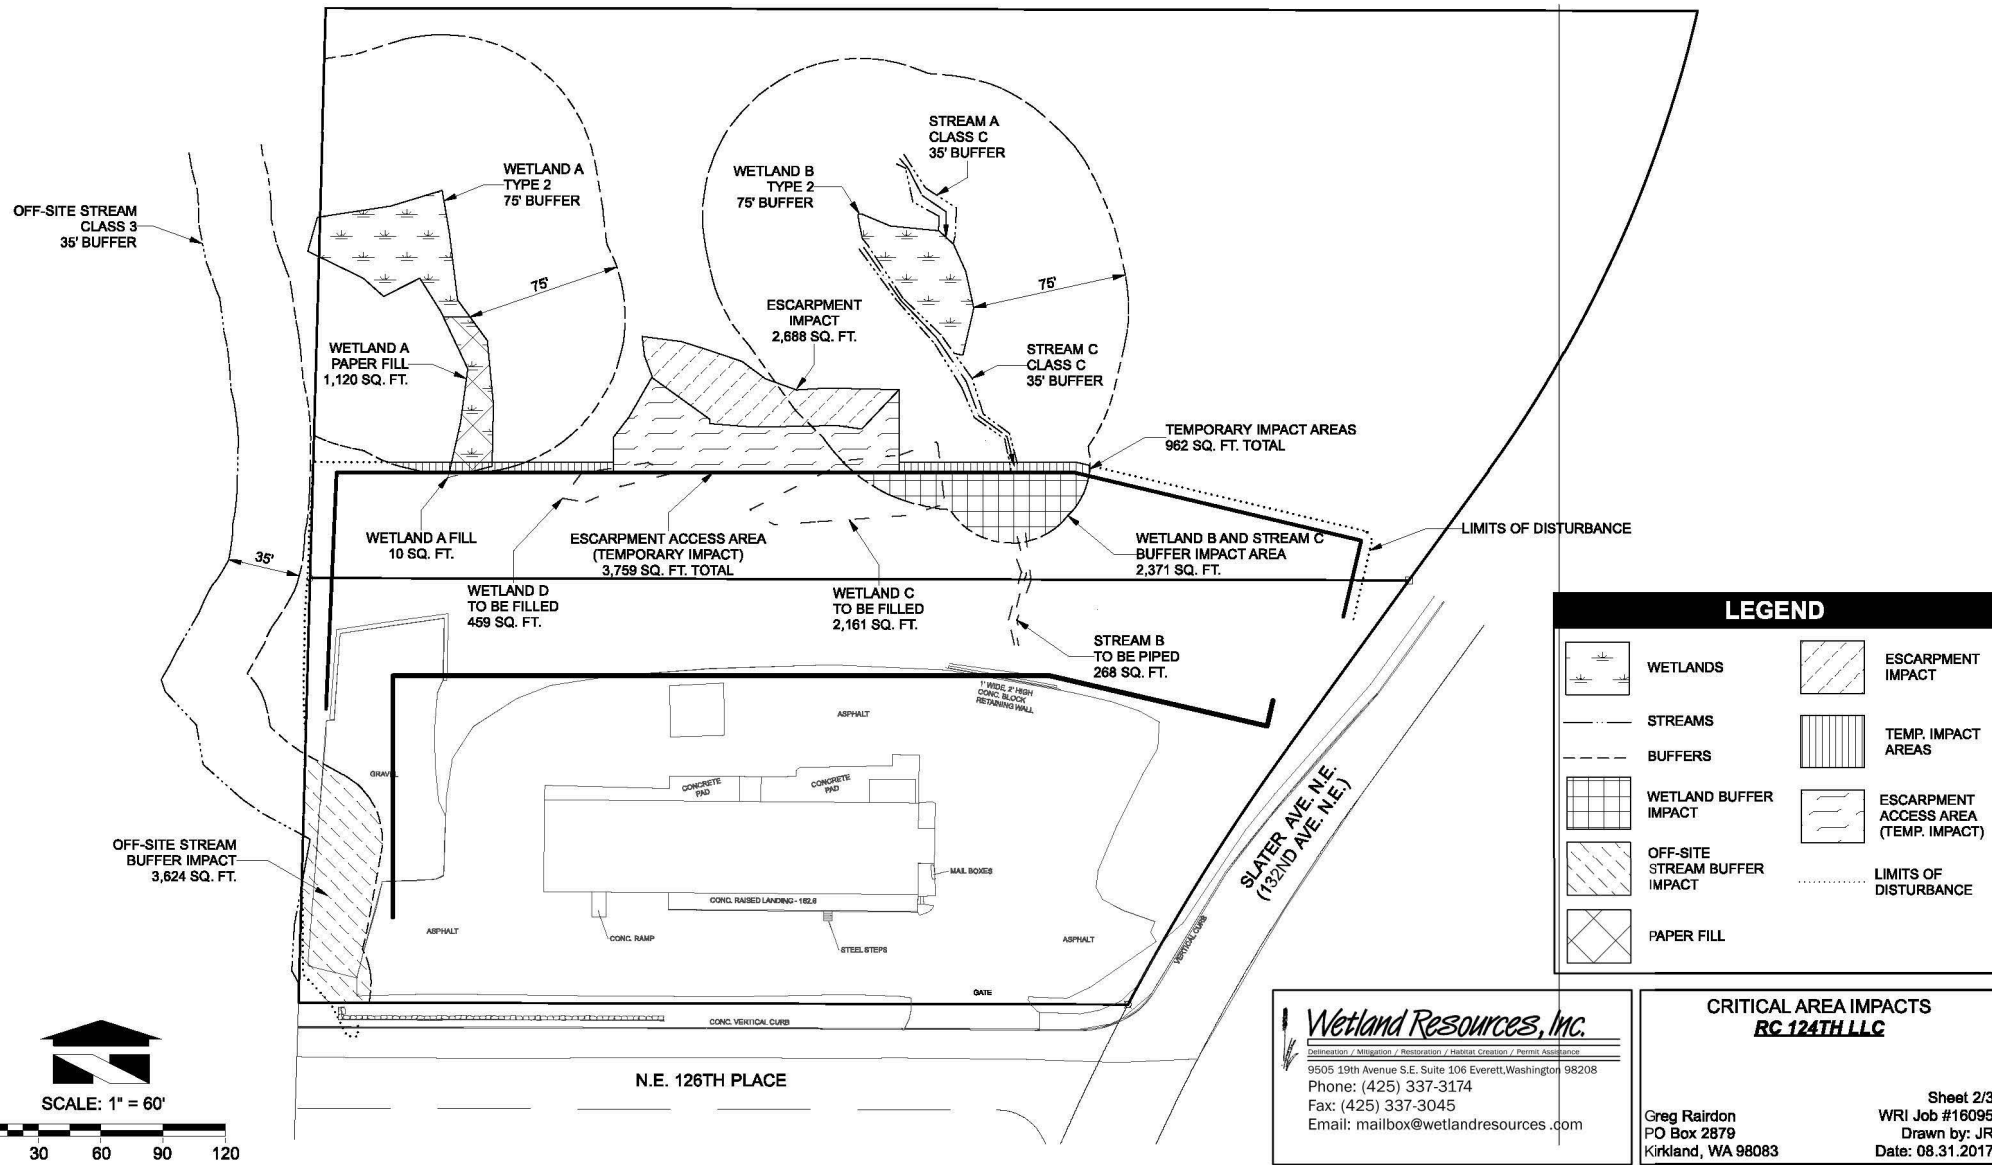 STREAM A
CLASS C
35' BUFFER
WETLAND A
TYPE 2
75' BUFFER
WETLAND B
TYPE 2
75' BUFFER
OFF-SITE STREAM
CLASS 3
35' BUFFER
75'
75'
ESCARPMENT
IMPACT
2,688 SQ. FT.
WETLAND A
PAPER FILL
1,120 SQ. FT.
STREAM C
CLASS C
35' BUFFER
TEMPORARY IMPACT AREAS
962 SQ. FT. TOTAL
LIMITS OF DISTURBANCE
WETLAND A FILL
10 SQ. FT.
ESCARPMENT ACCESS AREA
(TEMPORARY IMPACT)
3,759 SQ. FT. TOTAL
WETLAND B AND STREAM C
BUFFER IMPACT AREA
2,371 SQ. FT.
35'
WETLAND D
TO BE FILLED
459 SQ. FT.
WETLAND C
TO BE FILLED
2,161 SQ. FT.
STREAM B
TO BE PIPED
268 SQ. FT.
1' WIDE, 2' HIGH
CONC. BLOCK
RETAINING WALL
ASPHALT
GRAVEL
CONCRETE
PAD
CONCRETE
PAD
SLATER AVE. N.E.
(132ND AVE. N.E.)
OFF-SITE STREAM
BUFFER IMPACT
3,624 SQ. FT.
MAIL BOXES
CONC. RAISED LANDING - 162.8
ASPHALT
CONC. RAMP
STEEL STEPS
ASPHALT
VERTICAL CURB
GATE
CONC. VERTICAL CURB
N.E. 126TH PLACE
SCALE: 1" = 60'
30 60 90 120
LEGEND
WETLANDS
STREAMS
BUFFERS
WETLAND BUFFER
IMPACT
OFF-SITE
STREAM BUFFER
IMPACT
PAPER FILL
ESCARPMENT
IMPACT
TEMP. IMPACT
AREAS
ESCARPMENT
ACCESS AREA
(TEMP. IMPACT)
LIMITS OF
DISTURBANCE
Wetland Resources, Inc.
Delineation / Mitigation / Restoration / Habitat Creation / Permit Assistance
9505 19th Avenue S.E. Suite 106 Everett,Washington 98208
Phone: (425) 337-3174
Fax: (425) 337-3045
Email: mailbox@wetlandresources .com
CRITICAL AREA IMPACTS
RC 124TH LLC
Greg Rairdon
PO Box 2879
Kirkland, WA 98083
Sheet 2/3
WRI Job #16095
Drawn by: JR
Date: 08.31.2017